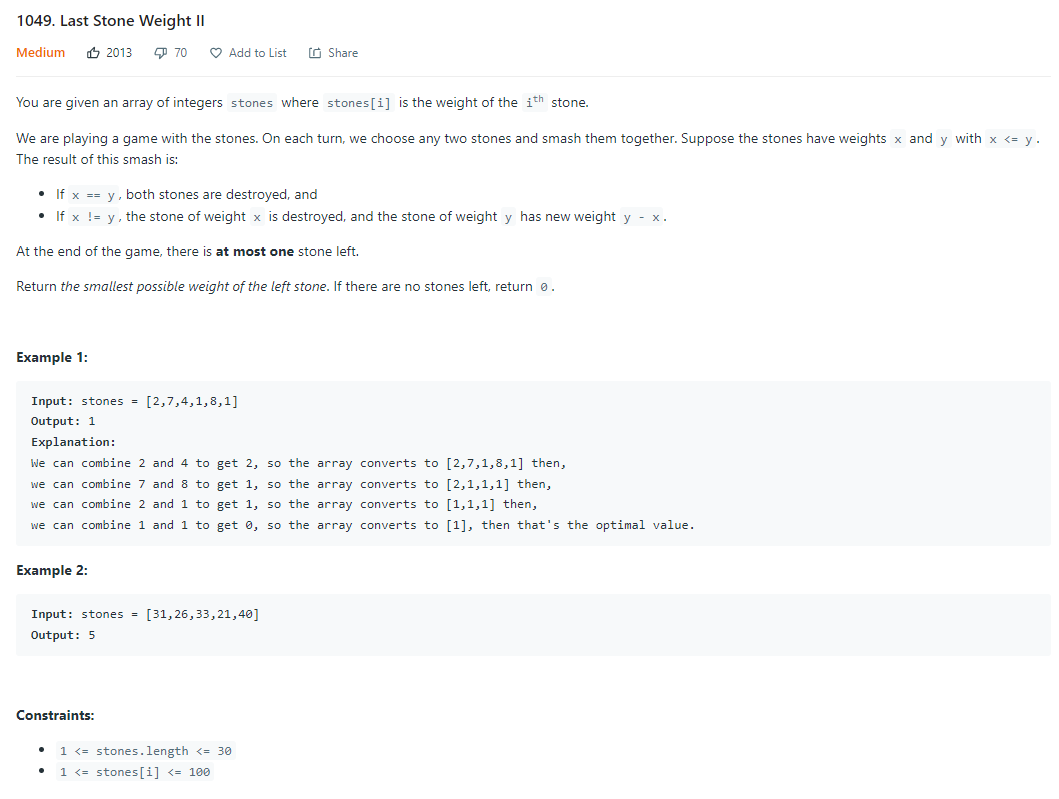 1049. Last Stone Weight II
Medium 2013 70 Add to List Share
You are given an array of integers stones where stones[i] is the weight of the ith stone.
We are playing a game with the stones. On each turn, we choose any two stones and smash them together. Suppose the stones have weights x and y with x <= y.
The result of this smash is:
• If x == y, both stones are destroyed, and
• If x != y, the stone of weight x is destroyed, and the stone of weight y has new weight y - x.
At the end of the game, there is at most one stone left.
Return the smallest possible weight of the left stone. If there are no stones left, return 0.
Example 1:
Input: stones = [2,7,4,1,8,1]
Output: 1
Explanation:
We can combine 2 and 4 to get 2, so the array converts to [2,7,1,8,1] then,
we can combine 7 and 8 to get 1, so the array converts to [2,1,1,1] then,
we can combine 2 and 1 to get 1, so the array converts to [1,1,1] then,
we can combine 1 and 1 to get 0, so the array converts to [1], then that's the optimal value.
Example 2:
Input: stones = [31,26,33,21,40]
Output: 5
Constraints:
• 1 <= stones.length <= 30
• 1 <= stones[i] <= 100